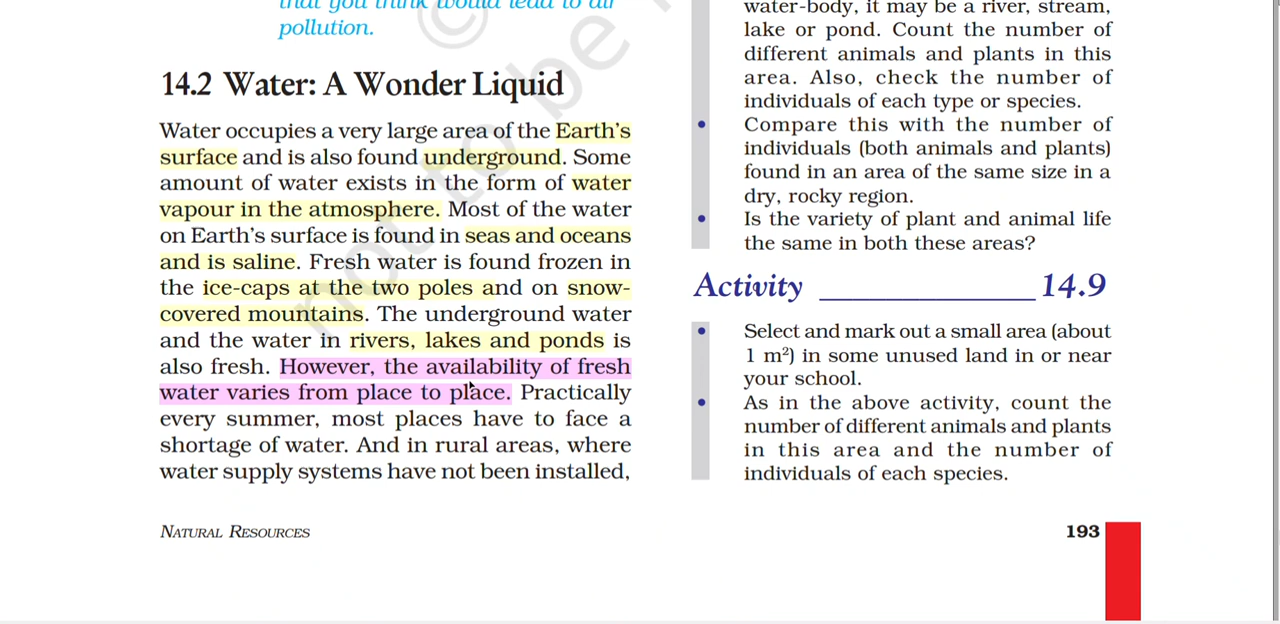 that you think would lead to air
pollution.
14.2 Water: A Wonder Liquid
Water occupies a very large area of the Earth's
surface and is also found underground. Some
amount of water exists in the form of water
vapour in the atmosphere. Most of the water
on Earth's surface is found in seas and oceans
and is saline. Fresh water is found frozen in
the ice-caps at the two poles and on snow-
covered mountains. The underground water
and the water in rivers, lakes and ponds is
also fresh. However, the availability of fresh
water varies from place to place. Practically
every summer, most places have to face a
shortage of water. And in rural areas, where
water supply systems have not been installed,
water-body, it may be a river, stream,
lake or pond. Count the number of
different animals and plants in this
area. Also, check the number of
individuals of each type or species.
• Compare this with the number of
individuals (both animals and plants)
found in an area of the same size in a
dry, rocky region.
• Is the variety of plant and animal life
the same in both these areas?
Activity 14.9
• Select and mark out a small area (about
1 m²) in some unused land in or near
your school.
• As in the above activity, count the
number of different animals and plants
in this area and the number of
individuals of each species.
NATURAL RESOURCES
193
© 
not to be